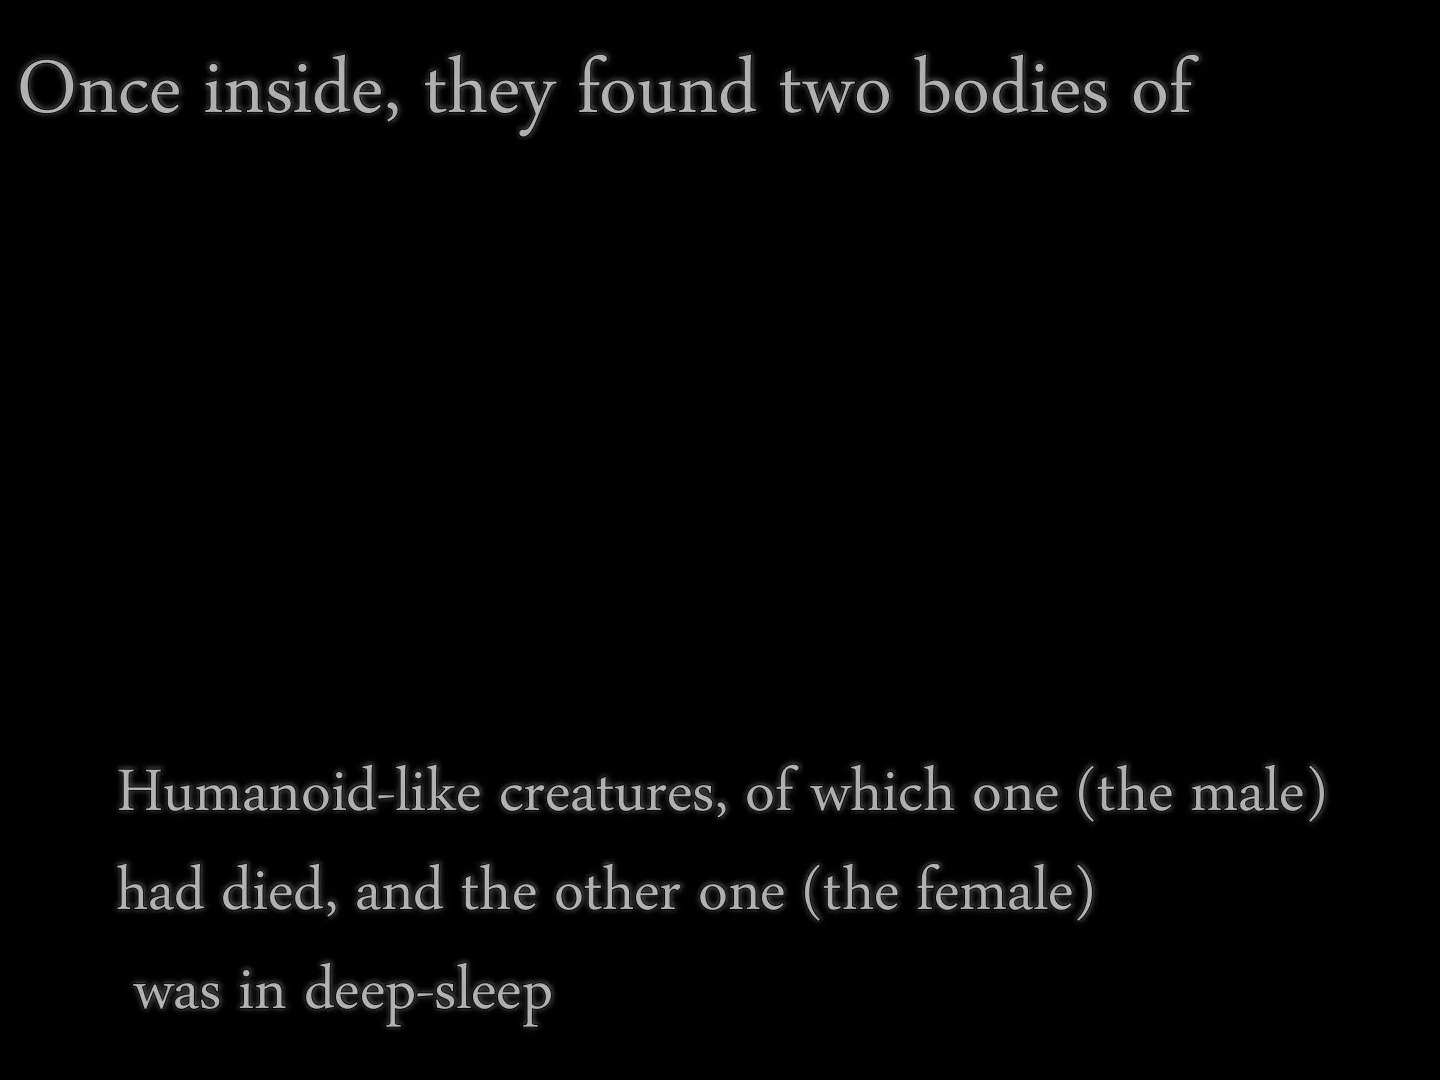 Once inside, they found two bodies of
Humanoid-like creatures, of which one (the male)
had died, and the other one (the female)
was in deep-sleep